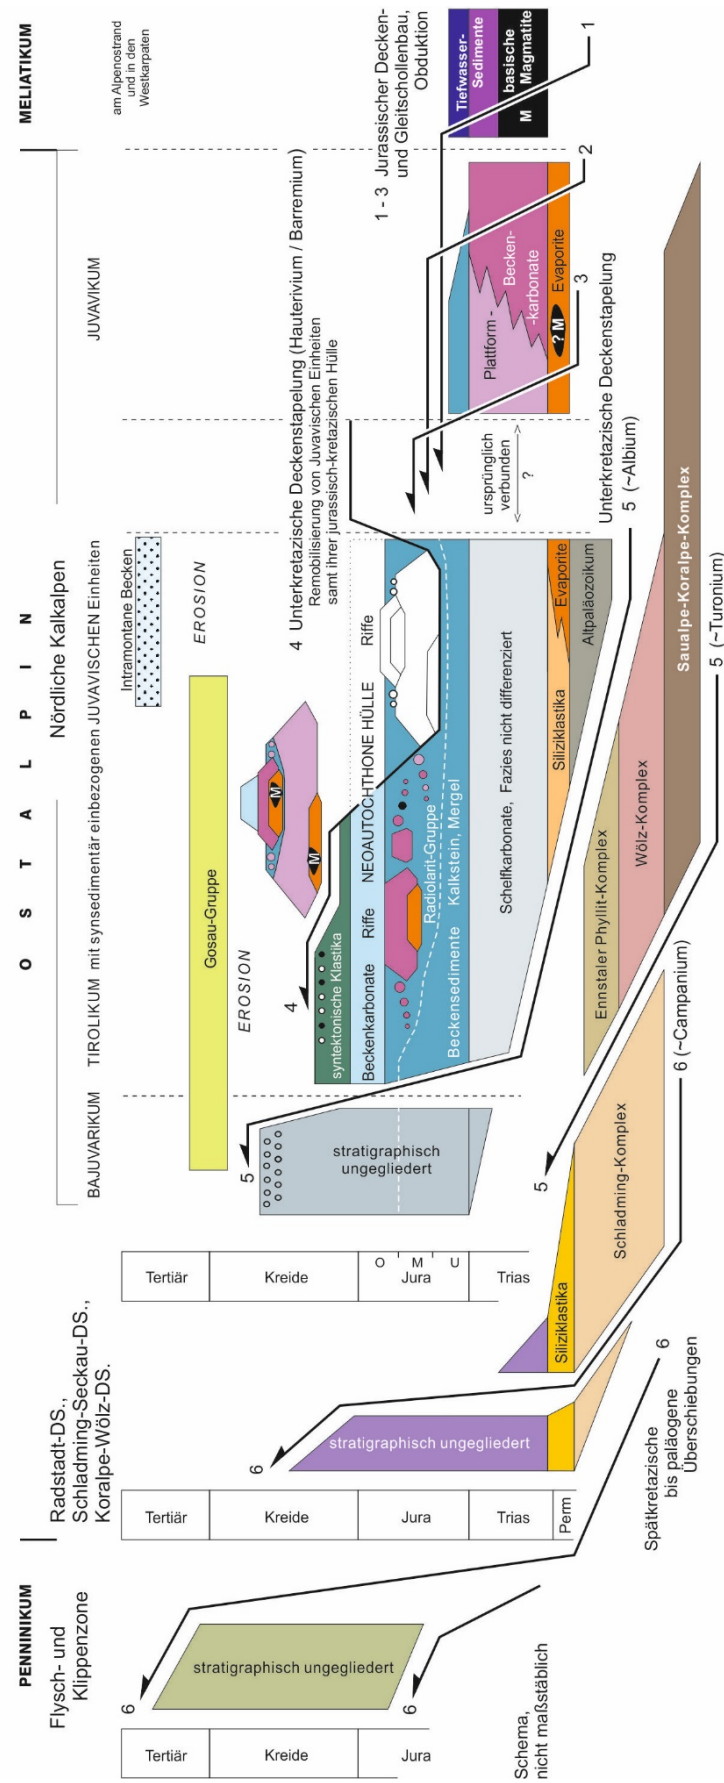 PENNINIKUM
Flysch- und
Klippenzone
Radstadt-DS.,
Schladming-Seckau-DS.,
Koralpe-Wölz-DS.
OSTALPIN
Nördliche Kalkalpen
BAJUVARIKUM
TIROLIKUM mit synsedimentär einbezogenen JUVAVISCHEN Einheiten
JUVAVIKUM
MELIATIKUM
am Alpenostrand
und in den
Westkarpaten
Tertiär
Kreide
Jura
6
stratigraphisch ungegliedert
6
Schema,
nicht maßstäblich
Tertiär
Kreide
Jura
Trias
Perm
6
stratigraphisch ungegliedert
6
Spätkretazische
bis paläogene
Überschiebungen
Tertiär
Kreide
O
M
U
Jura
Trias
Siliziklastika
Schladming-Komplex
6 (~Campanium)
5
stratigraphisch
ungegliedert
5
Gosau-Gruppe
EROSION
Intramontane Becken
EROSION
4
syntektonische Klastika
M
M
Beckenkarbonate
Riffe
NEOAUTOCHTHONE HÜLLE
Riffe
Radiolarit-Gruppe
Beckensedimente
Kalkstein, Mergel
Schelfkarbonate, Fazies nicht differenziert
Siliziklastika
Evaporite
Altpaläozoikum
Ennstaler Phyllit-Komplex
Wölz-Komplex
Saualpe-Koralpe-Komplex
5 (~Turonium)
4 Unterkretazische Deckenstapelung (Hauterivium / Barremium)
Remobilisierung von Juvavischen Einheiten
samt ihrer jurassisch-kretazischen Hülle
ursprünglich
verbunden
?
Unterkretazische Deckenstapelung
5 (~Albium)
1 - 3 Jurassischer Decken-
und Gleitschollenbau,
Obduktion
Plattform -
Becken-
-karbonate
? M
Evaporite
3
2
Tiefwasser-
Sedimente
basische
M Magmatite
1